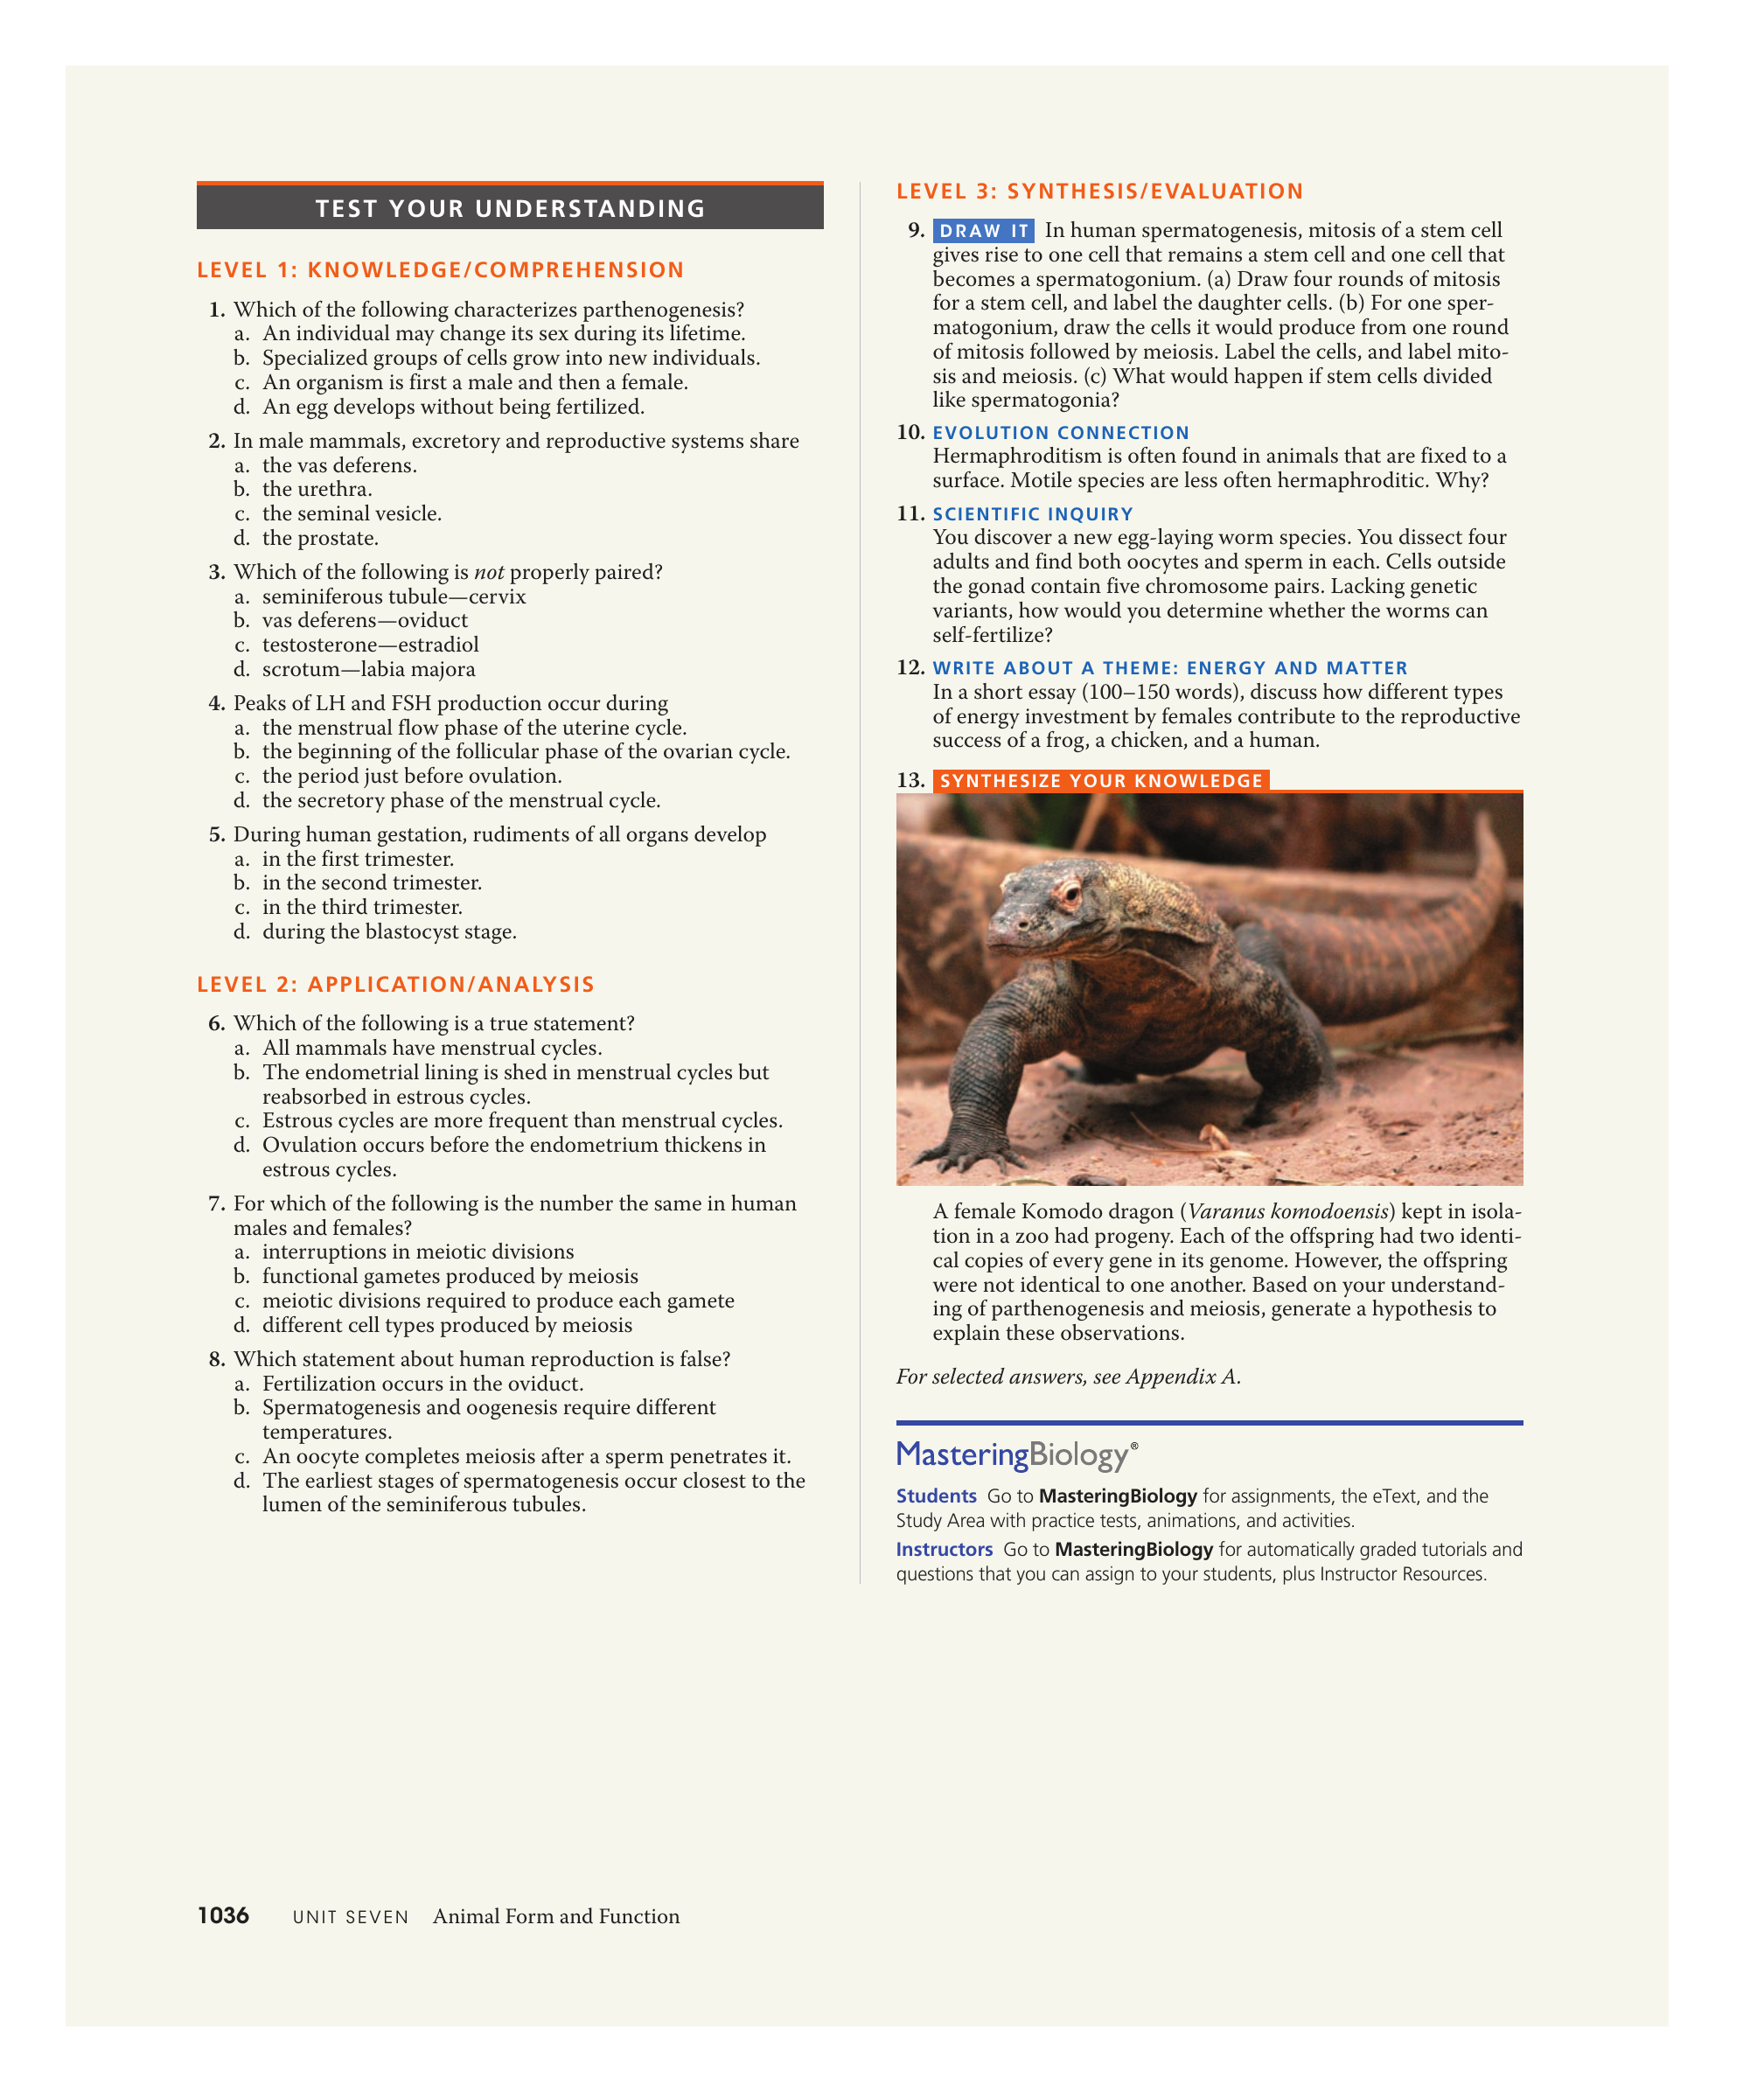 TEST YOUR UNDERSTANDING
LEVEL 1: KNOWLEDGE/COMPREHENSION
1. Which of the following characterizes parthenogenesis?
a. An individual may change its sex during its lifetime.
b. Specialized groups of cells grow into new individuals.
c. An organism is first a male and then a female.
d. An egg develops without being fertilized.
2. In male mammals, excretory and reproductive systems share
a. the vas deferens.
b. the urethra.
c. the seminal vesicle.
d. the prostate.
3. Which of the following is not properly paired?
a. seminiferous tubule—cervix
b. vas deferens—oviduct
c. testosterone—estradiol
d. scrotum—labia majora
4. Peaks of LH and FSH production occur during
a. the menstrual flow phase of the uterine cycle.
b. the beginning of the follicular phase of the ovarian cycle.
c. the period just before ovulation.
d. the secretory phase of the menstrual cycle.
5. During human gestation, rudiments of all organs develop
a. in the first trimester.
b. in the second trimester.
c. in the third trimester.
d. during the blastocyst stage.
LEVEL 2: APPLICATION/ANALYSIS
6. Which of the following is a true statement?
a. All mammals have menstrual cycles.
b. The endometrial lining is shed in menstrual cycles but
reabsorbed in estrous cycles.
c. Estrous cycles are more frequent than menstrual cycles.
d. Ovulation occurs before the endometrium thickens in
estrous cycles.
7. For which of the following is the number the same in human
males and females?
a. interruptions in meiotic divisions
b. functional gametes produced by meiosis
c. meiotic divisions required to produce each gamete
d. different cell types produced by meiosis
8. Which statement about human reproduction is false?
a. Fertilization occurs in the oviduct.
b. Spermatogenesis and oogenesis require different
temperatures.
c. An oocyte completes meiosis after a sperm penetrates it.
d. The earliest stages of spermatogenesis occur closest to the
lumen of the seminiferous tubules.
LEVEL 3: SYNTHESIS/EVALUATION
9. DRAW IT In human spermatogenesis, mitosis of a stem cell
gives rise to one cell that remains a stem cell and one cell that
becomes a spermatogonium. (a) Draw four rounds of mitosis
for a stem cell, and label the daughter cells. (b) For one sper-
matogonium, draw the cells it would produce from one round
of mitosis followed by meiosis. Label the cells, and label mito-
sis and meiosis. (c) What would happen if stem cells divided
like spermatogonia?
10. EVOLUTION CONNECTION
Hermaphroditism is often found in animals that are fixed to a
surface. Motile species are less often hermaphroditic. Why?
11. SCIENTIFIC INQUIRY
You discover a new egg-laying worm species. You dissect four
adults and find both oocytes and sperm in each. Cells outside
the gonad contain five chromosome pairs. Lacking genetic
variants, how would you determine whether the worms can
self-fertilize?
12. WRITE ABOUT A THEME: ENERGY AND MATTER
In a short essay (100–150 words), discuss how different types
of energy investment by females contribute to the reproductive
success of a frog, a chicken, and a human.
13. SYNTHESIZE YOUR KNOWLEDGE
A female Komodo dragon (Varanus komodoensis) kept in isola-
tion in a zoo had progeny. Each of the offspring had two identi-
cal copies of every gene in its genome. However, the offspring
were not identical to one another. Based on your understand-
ing of parthenogenesis and meiosis, generate a hypothesis to
explain these observations.
For selected answers, see Appendix A.
MasteringBiology®
Students Go to MasteringBiology for assignments, the eText, and the
Study Area with practice tests, animations, and activities.
Instructors Go to MasteringBiology for automatically graded tutorials and
questions that you can assign to your students, plus Instructor Resources.
1036 UNIT SEVEN Animal Form and Function